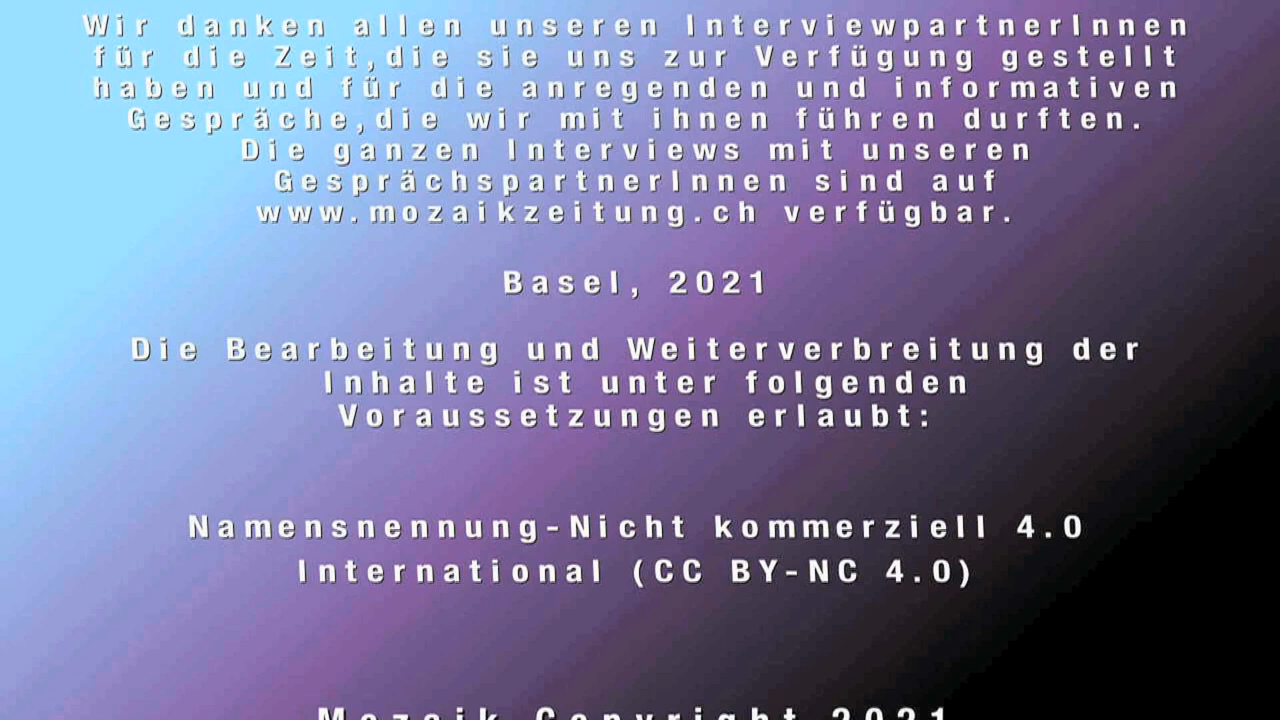 Wir danken allen unseren InterviewpartnerInnen
für die Zeit,die sie uns zur Verfügung gestellt
haben und für die anregenden und informativen
Gespräche,die wir mit ihnen führen durften.
Die ganzen Interviews mit unseren
GesprächspartnerInnen sind auf
www.mozaikzeitung.ch verfügbar.
Basel, 2021
Die Bearbeitung und Weiterverbreitung der
Inhalte ist unter folgenden
Voraussetzungen erlaubt:
Namensnennung-Nicht kommerziell 4.0
International (CC BY-NC 4.0)
Mozaik Copyright 2021